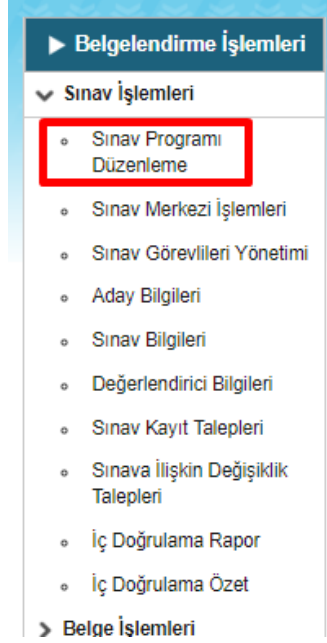 Belgelendirme İşlemleri
Sınav İşlemleri
Sınav Programı
Düzenleme
Sınav Merkezi İşlemleri
Sınav Görevlileri Yönetimi
Aday Bilgileri
Sınav Bilgileri
Değerlendirici Bilgileri
Sınav Kayıt Talepleri
Sınava İlişkin Değişiklik
Talepleri
İç Doğrulama Rapor
İç Doğrulama Özet
Belge İşlemleri